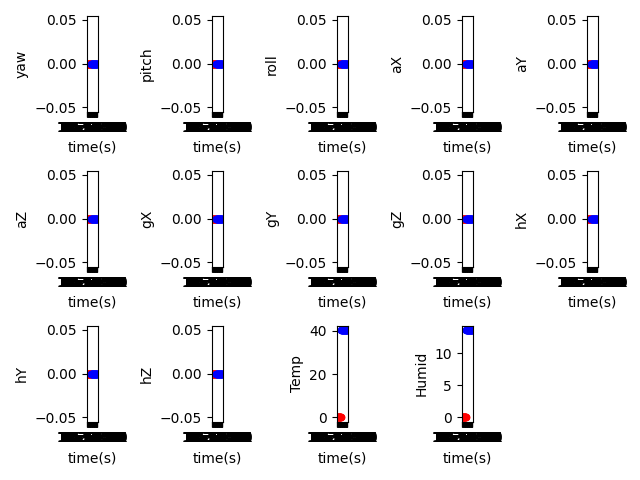 yaw 0.05 0.00 −0.05 time(s)
pitch 0.05 0.00 −0.05 time(s)
roll 0.05 0.00 −0.05 time(s)
aX 0.05 0.00 −0.05 time(s)
aY 0.05 0.00 −0.05 time(s)
aZ 0.05 0.00 −0.05 time(s)
gX 0.05 0.00 −0.05 time(s)
gY 0.05 0.00 −0.05 time(s)
gZ 0.05 0.00 −0.05 time(s)
hX 0.05 0.00 −0.05 time(s)
hY 0.05 0.00 −0.05 time(s)
hZ 0.05 0.00 −0.05 time(s)
Temp 40 20 0 time(s)
Humid 10 5 0 time(s)